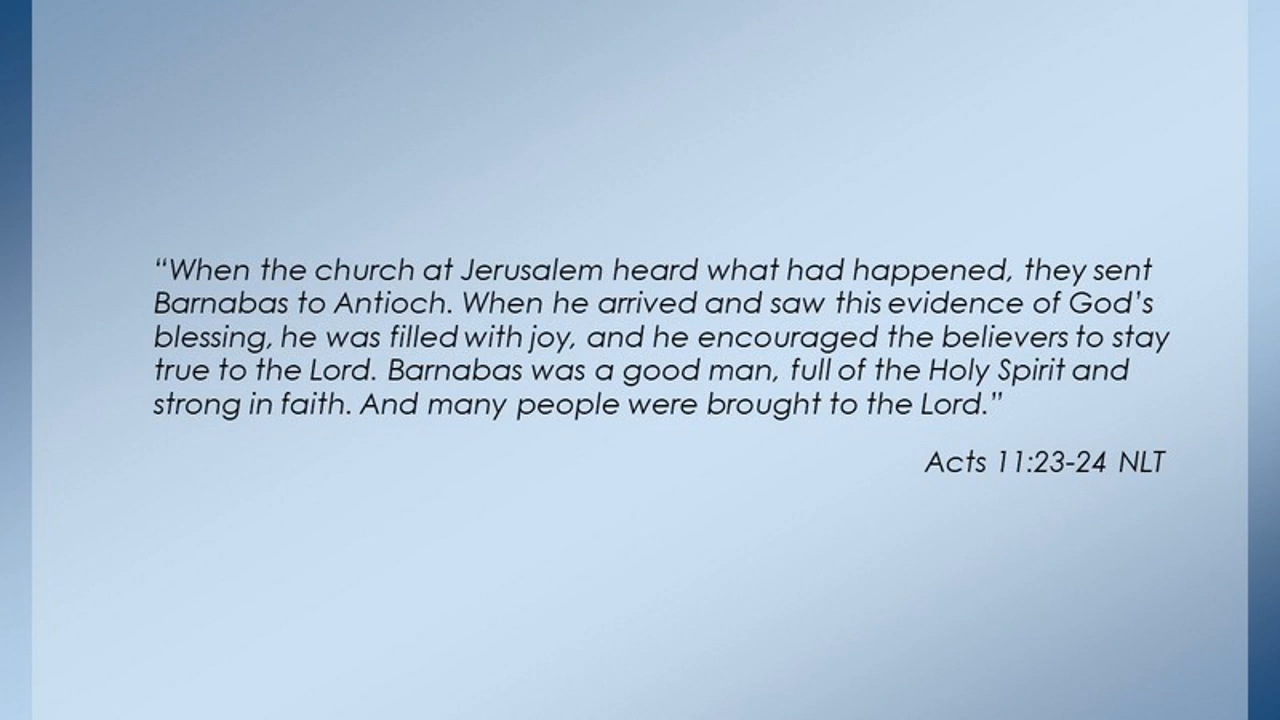 “When the church at Jerusalem heard what had happened, they sent
Barnabas to Antioch. When he arrived and saw this evidence of God’s
blessing, he was filled with joy, and he encouraged the believers to stay
true to the Lord. Barnabas was a good man, full of the Holy Spirit and
strong in faith. And many people were brought to the Lord.”
Acts 11:23-24 NLT